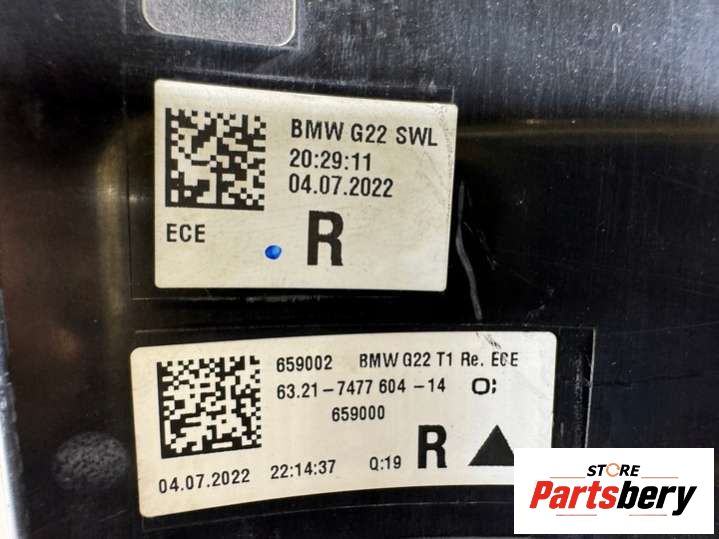 BMW G22 SWL
20:29:11
04.07.2022
ECE
R
659002 BMW G22 T1 Re. ECE
63.21-7477 604-14
659000
04.07.2022 22:14:37 Q:19 R
STORE
Partsbery